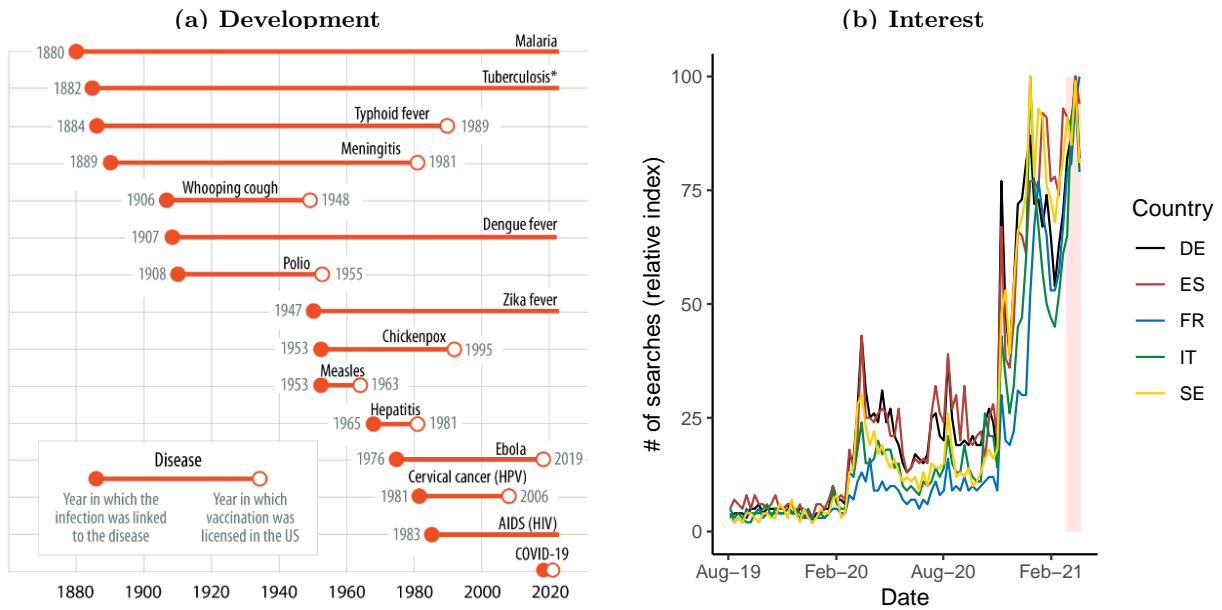 (a) Development
Malaria
1880
Tuberculosis*
1882
Typhoid fever
1884
1989
Meningitis
1889
1981
Whooping cough
1906
1948
Dengue fever
1907
Polio
1908
1955
Zika fever
1947
Chickenpox
1953
1995
Measles
1953
1963
Hepatitis
1965
1981
Ebola
1976
2019
Cervical cancer (HPV)
1981
2006
AIDS (HIV)
1983
COVID-19
Disease
Year in which the
infection was linked
to the disease
Year in which
vaccination was
licensed in the US
1880 1900 1920 1940 1960 1980 2000 2020
(b) Interest
# of searches (relative index)
100
75
50
25
0
Aug–19 Feb–20 Aug–20 Feb–21
Date
Country
DE
ES
FR
IT
SE